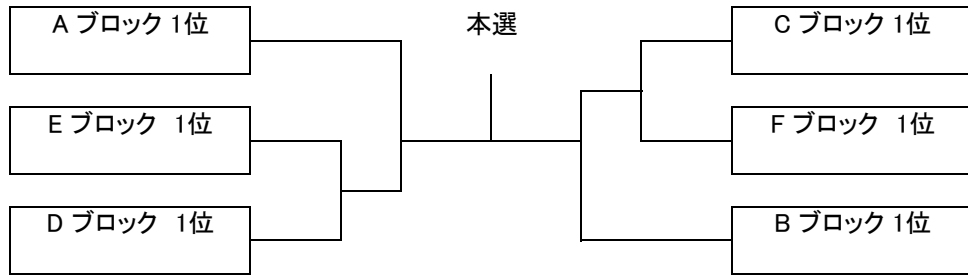 A ブロック 1位
本選
C ブロック 1位
E ブロック 1位
F ブロック 1位
D ブロック 1位
B ブロック 1位